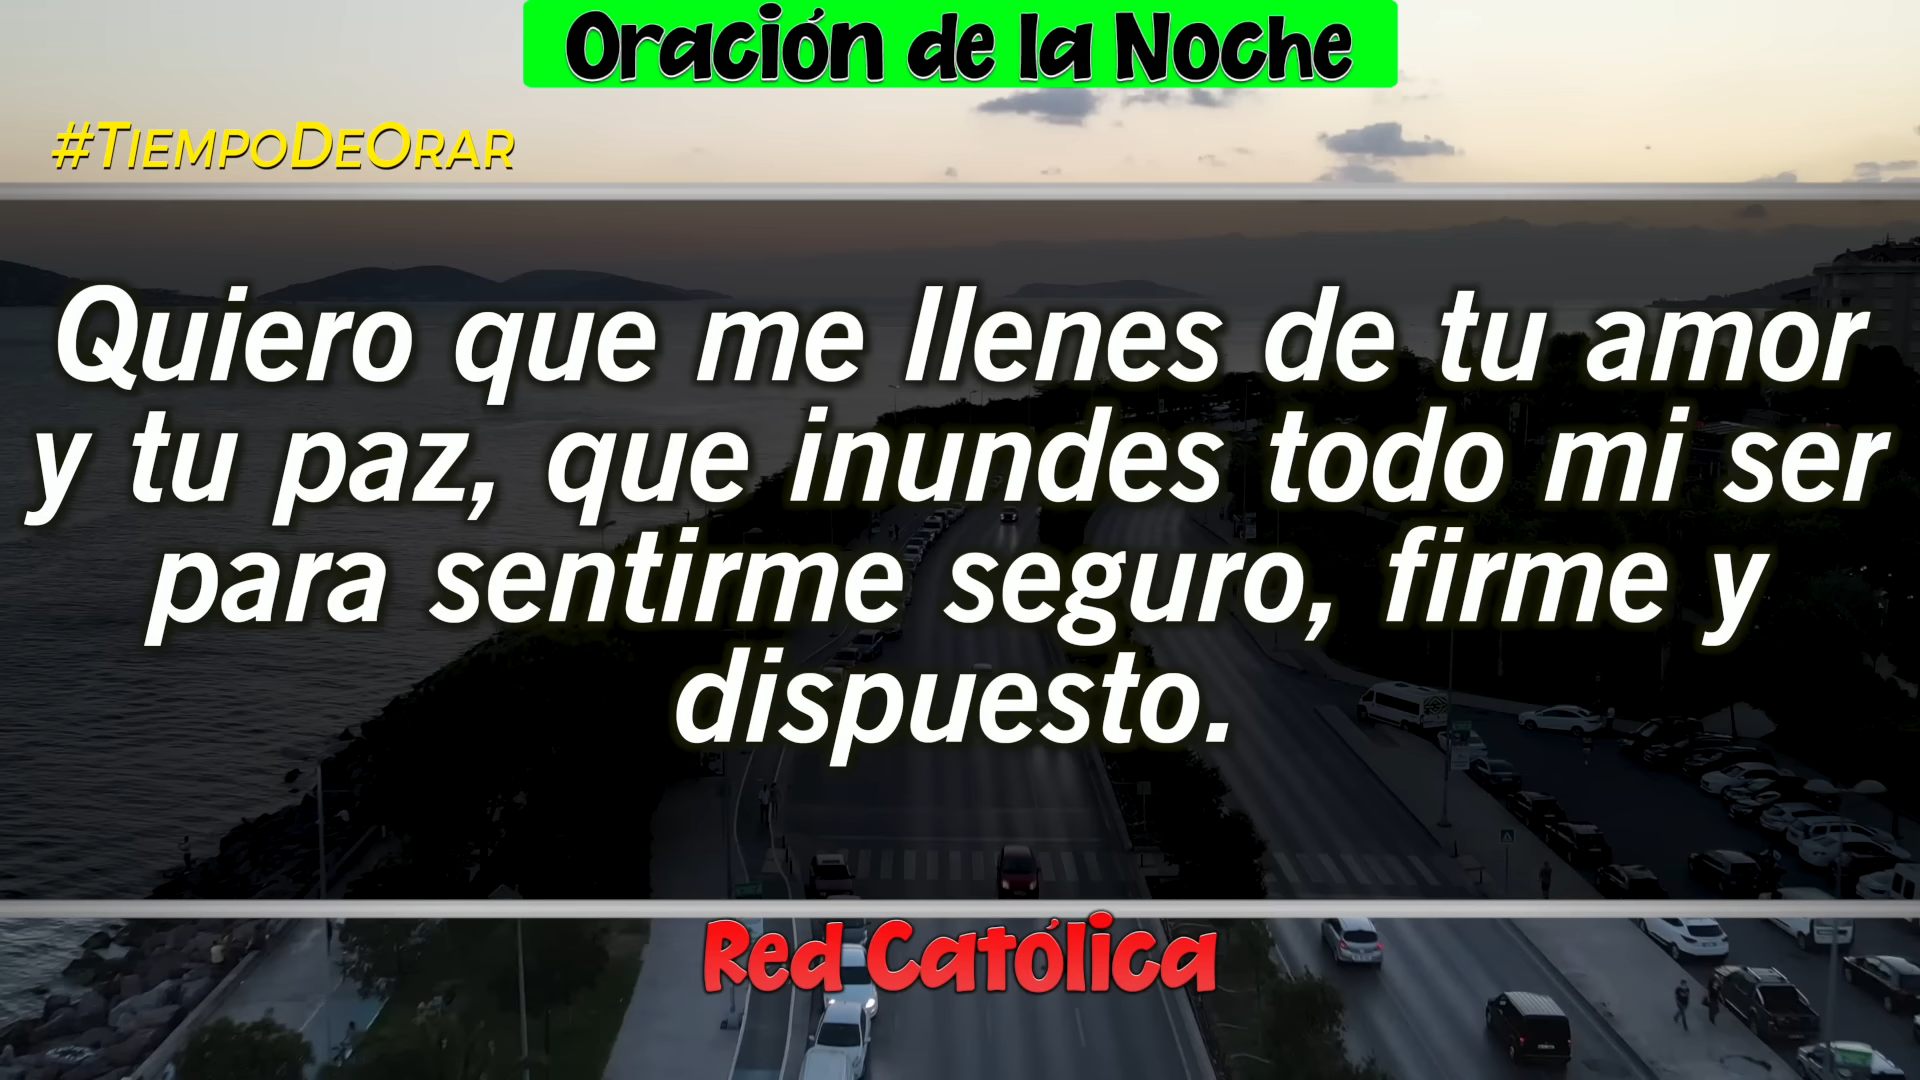 Oración de la Noche
#TiempoDeOrar
Quiero que me llenes de tu amor
y tu paz, que inundes todo mi ser
para sentirme seguro, firme y
dispuesto.
Red Católica